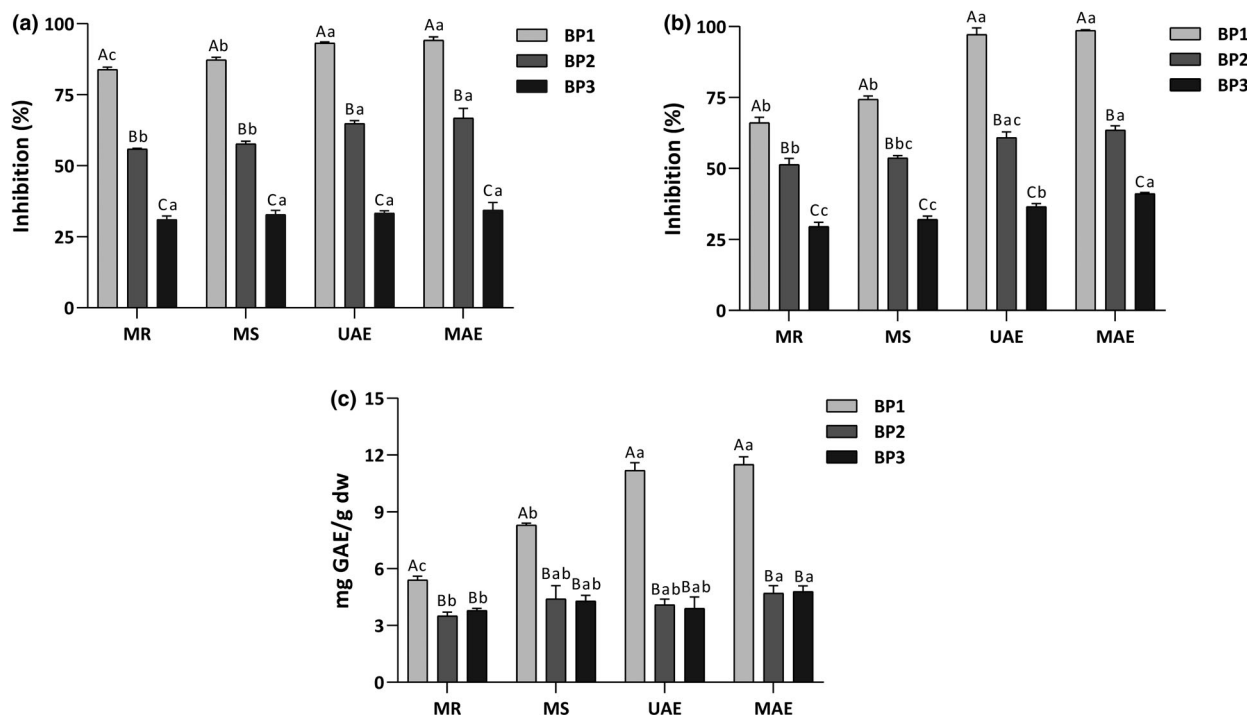 (a)
Inhibition (%)
100
75
50
25
0
Ac
Bb
Ca
Ab
Bb
Ca
Aa
Ba
Ca
Aa
Ba
Ca
MR MS UAE MAE
BP1
BP2
BP3
(b)
Inhibition (%)
100
75
50
25
0
Ab
Bb
Cc
Ab
Bbc
Cc
Aa
Bac
Cb
Aa
Ba
Ca
MR MS UAE MAE
BP1
BP2
BP3
(c)
mg GAE/g dw
15
12
9
6
3
0
Ac
Bb
Bb
Ab
Bab
Bab
Aa
Bab
Bab
Aa
Ba
Ba
MR MS UAE MAE
BP1
BP2
BP3